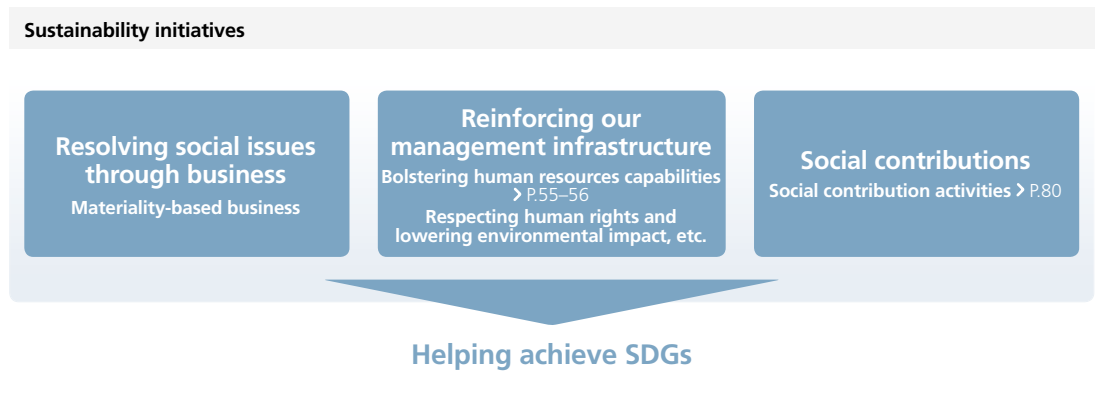 Sustainability initiatives
Resolving social issues
through business
Materiality-based business
Reinforcing our
management infrastructure
Bolstering human resources capabilities
> P.55–56
Respecting human rights and
lowering environmental impact, etc.
Social contributions
Social contribution activities > P.80
Helping achieve SDGs